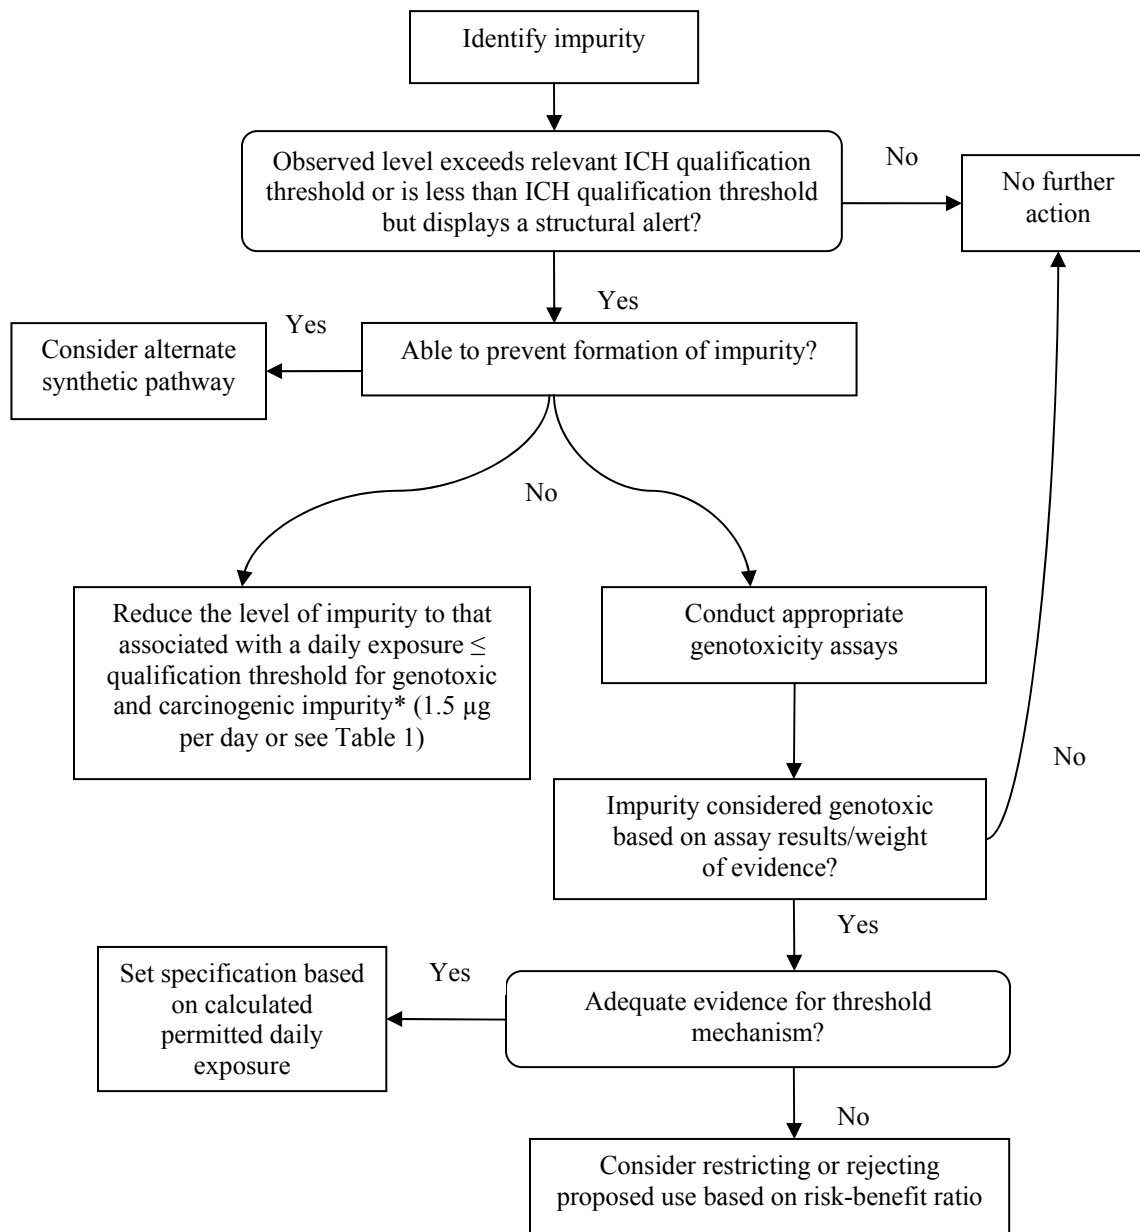 Identify impurity
Observed level exceeds relevant ICH qualification
threshold or is less than ICH qualification threshold
but displays a structural alert?
No
No further
action
Yes
Yes
Able to prevent formation of impurity?
Consider alternate
synthetic pathway
No
Reduce the level of impurity to that
associated with a daily exposure ≤
qualification threshold for genotoxic
and carcinogenic impurity* (1.5 µg
per day or see Table 1)
Conduct appropriate
genotoxicity assays
No
Impurity considered genotoxic
based on assay results/weight
of evidence?
Yes
Yes
Set specification based
on calculated
permitted daily
exposure
Adequate evidence for threshold
mechanism?
No
Consider restricting or rejecting
proposed use based on risk-benefit ratio